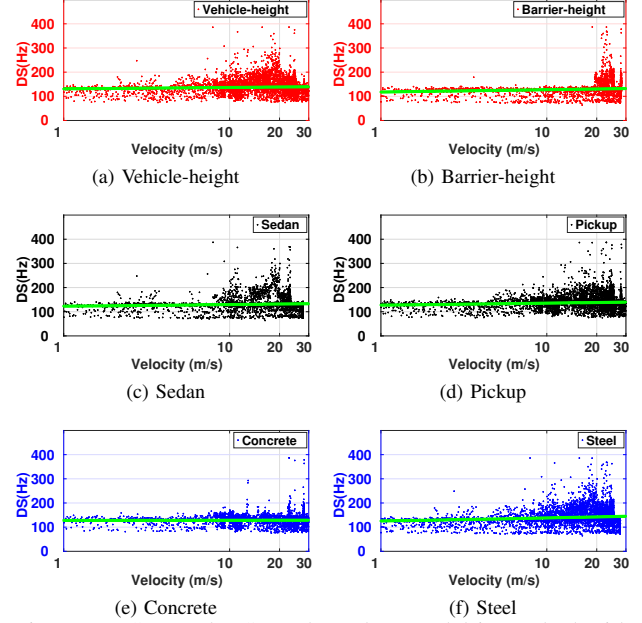 Vehicle-height
Barrier-height
DS(Hz)
400
300
200
100
0
1
10
20
30
Velocity (m/s)
DS(Hz)
400
300
200
100
0
1
10
20
30
Velocity (m/s)
(a) Vehicle-height
(b) Barrier-height
Sedan
Pickup
DS(Hz)
400
300
200
100
0
1
10
20
30
Velocity (m/s)
DS(Hz)
400
300
200
100
0
1
10
20
30
Velocity (m/s)
(c) Sedan
(d) Pickup
Concrete
Steel
DS(Hz)
400
300
200
100
0
1
10
20
30
Velocity (m/s)
DS(Hz)
400
300
200
100
0
1
10
20
30
Velocity (m/s)
(e) Concrete
(f) Steel